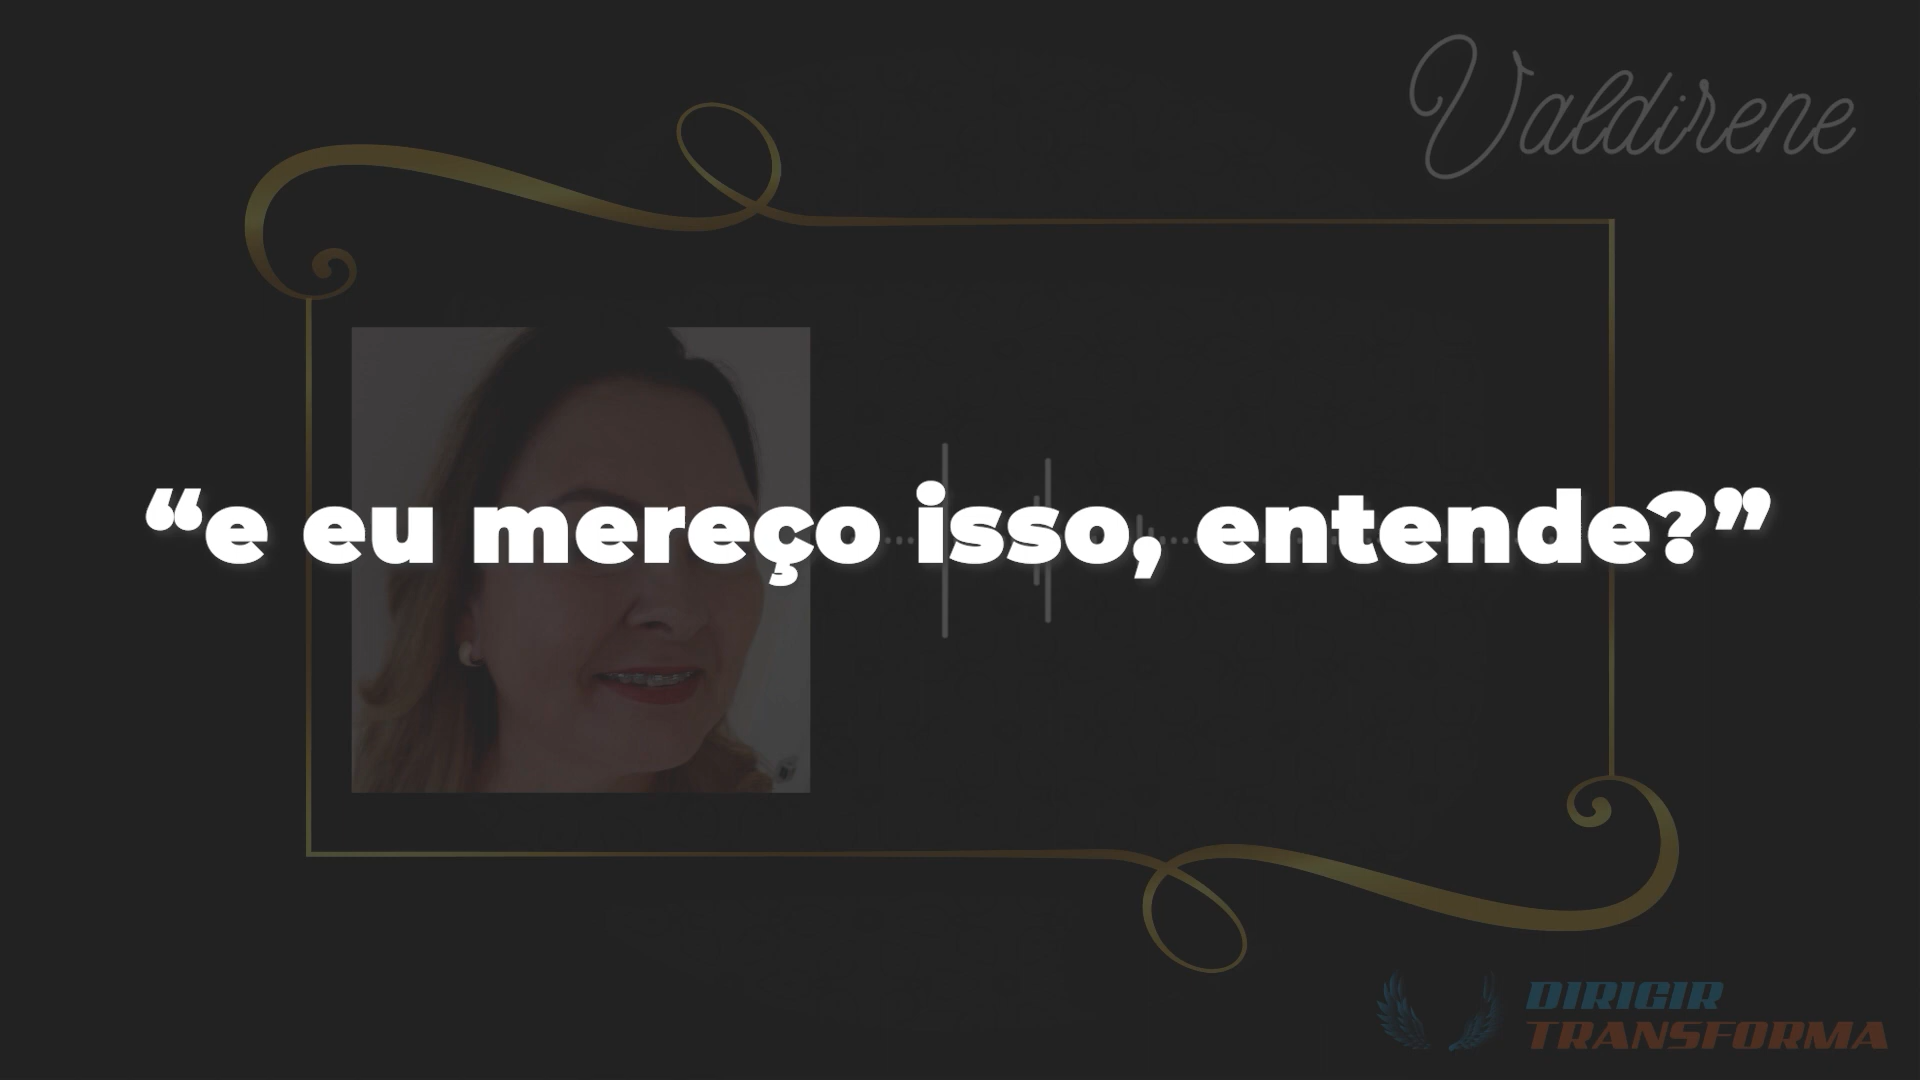 Valdirene
“e eu mereço isso, entende?”
DIRIGIR
TRANSFORMA